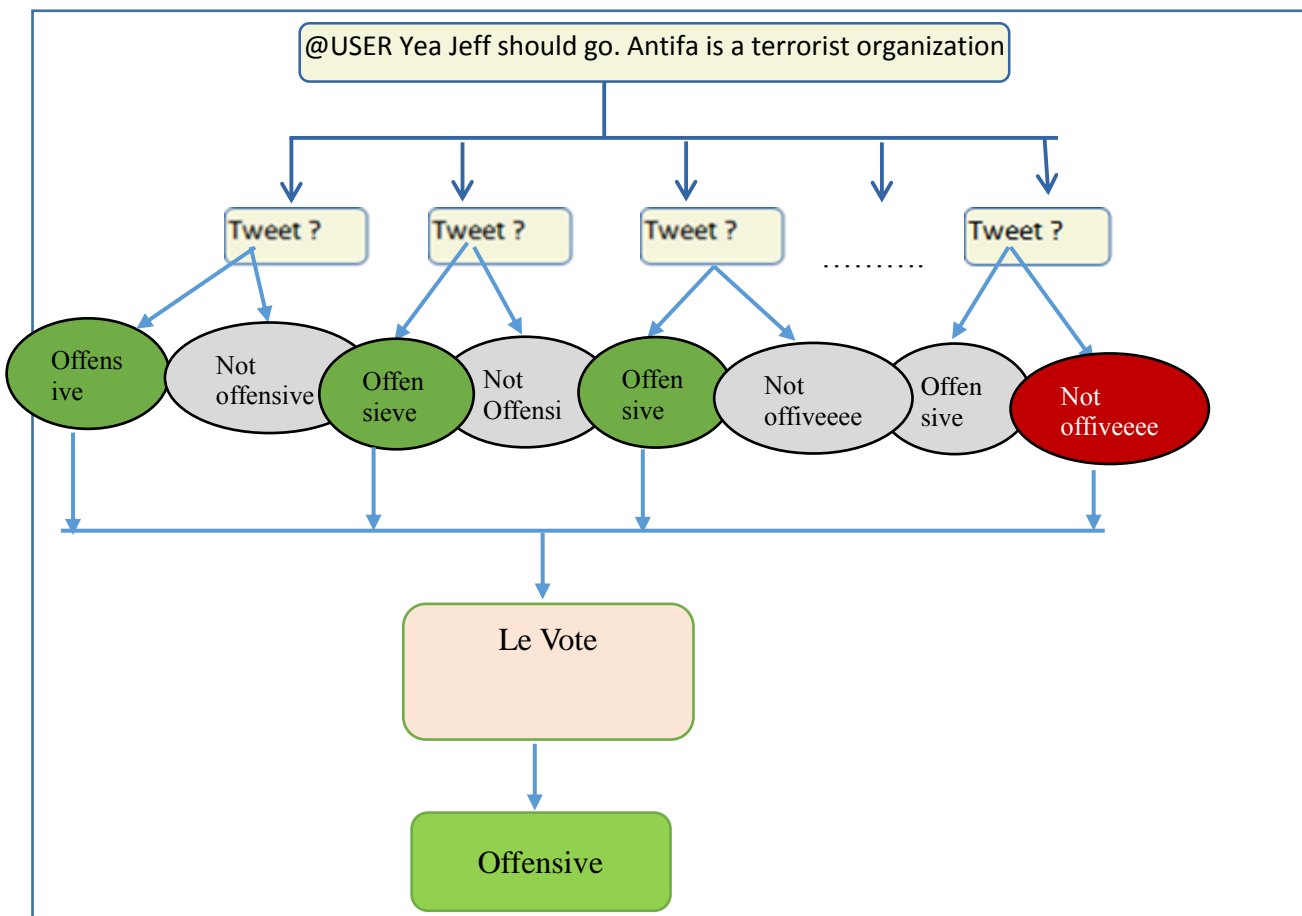 @USER Yea Jeff should go. Antifa is a terrorist organization
Tweet ?
Tweet ?
Tweet ?
..........
Tweet ?
Offens
ive
Not
offensive
Offen
sieve
Not
Offensi
Offen
sive
Not
offiveeee
Offen
sive
Not
offiveeee
Le Vote
Offensive